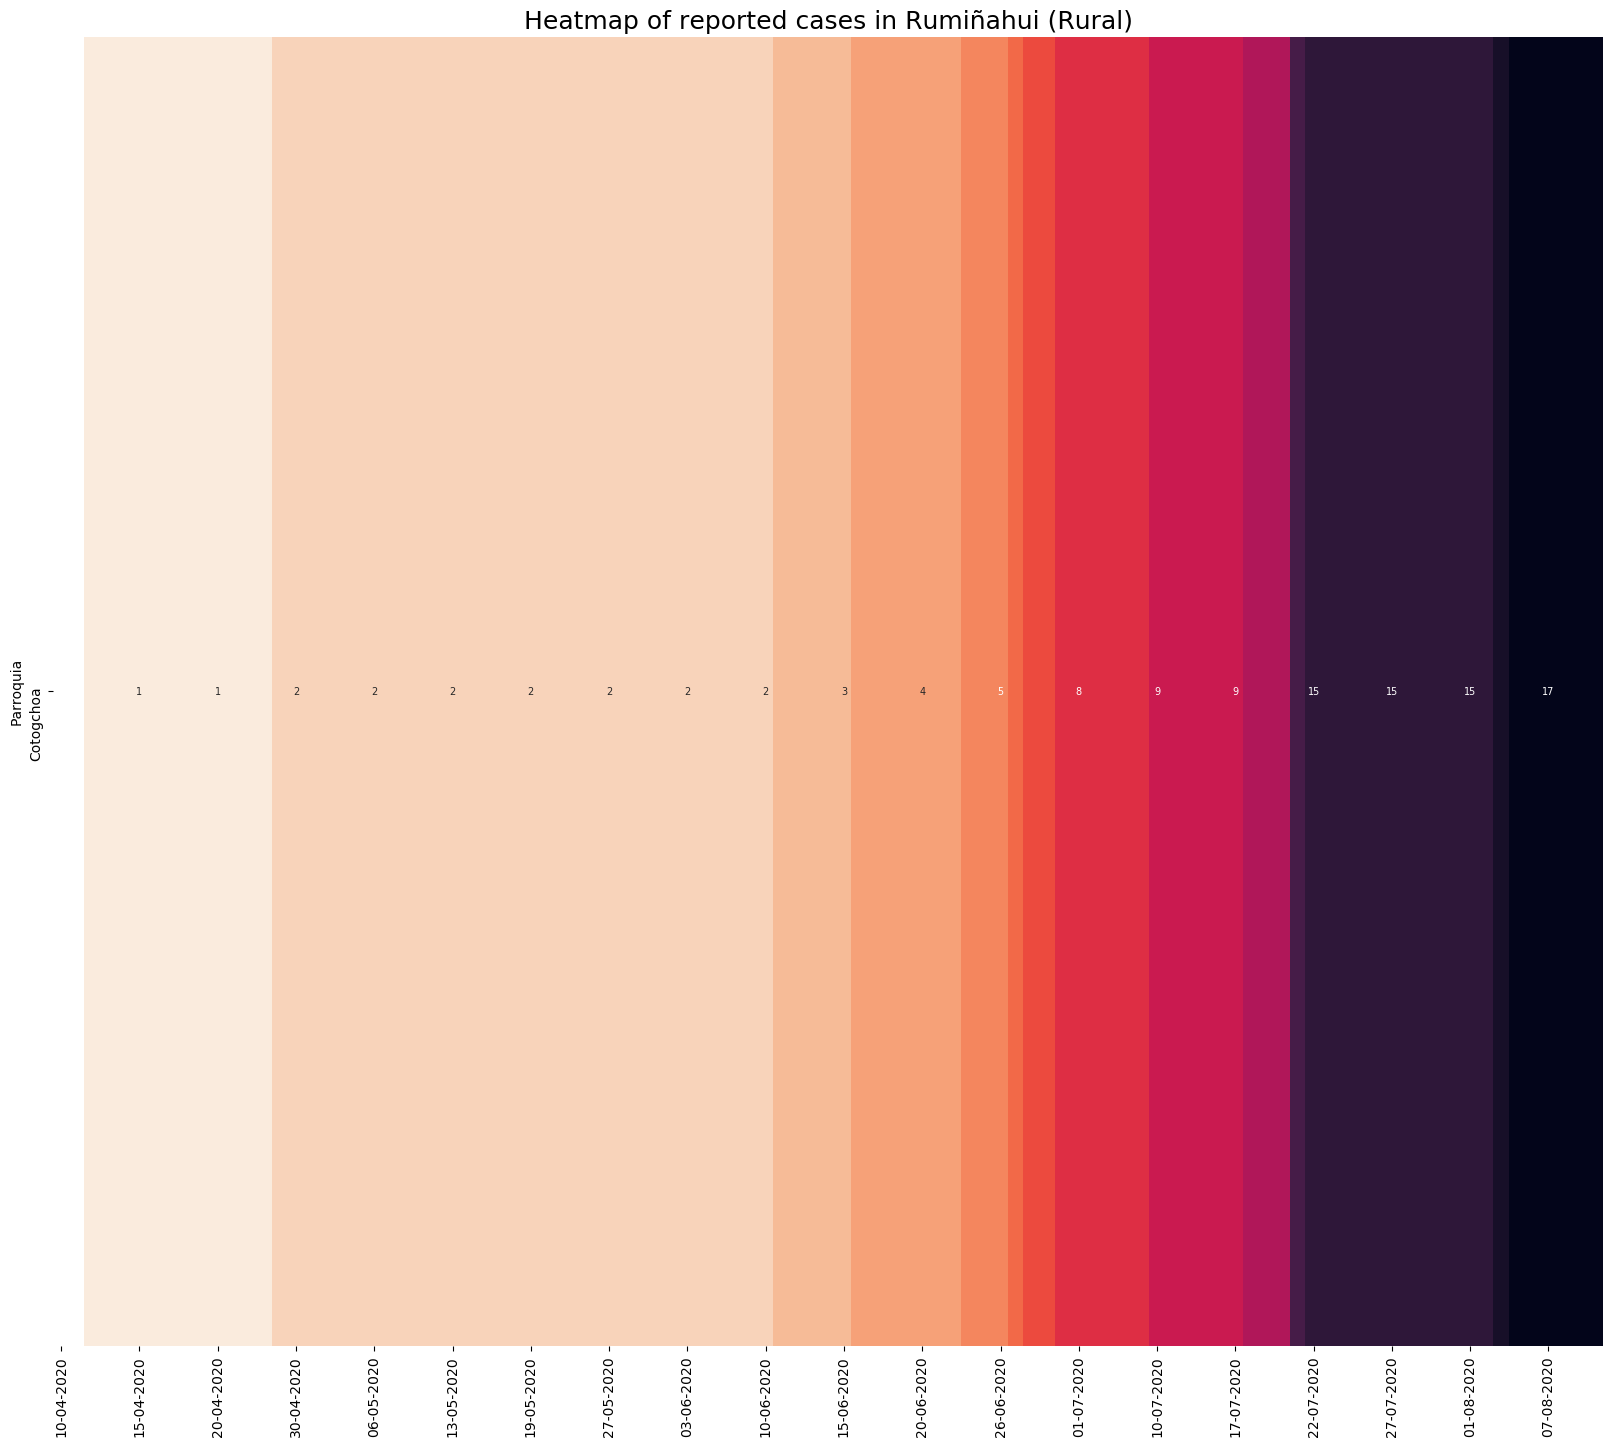 Heatmap of reported cases in Rumiñahui (Rural)
Parroquia
Cotogchoa
1 1 2 2 2 2 2 2 2 3 4 5 8 9 9 15 15 15 17
10-04-2020 15-04-2020 20-04-2020 30-04-2020 06-05-2020 13-05-2020 19-05-2020 27-05-2020 03-06-2020 10-06-2020 15-06-2020 20-06-2020 26-06-2020 01-07-2020 10-07-2020 17-07-2020 22-07-2020 27-07-2020 01-08-2020 07-08-2020